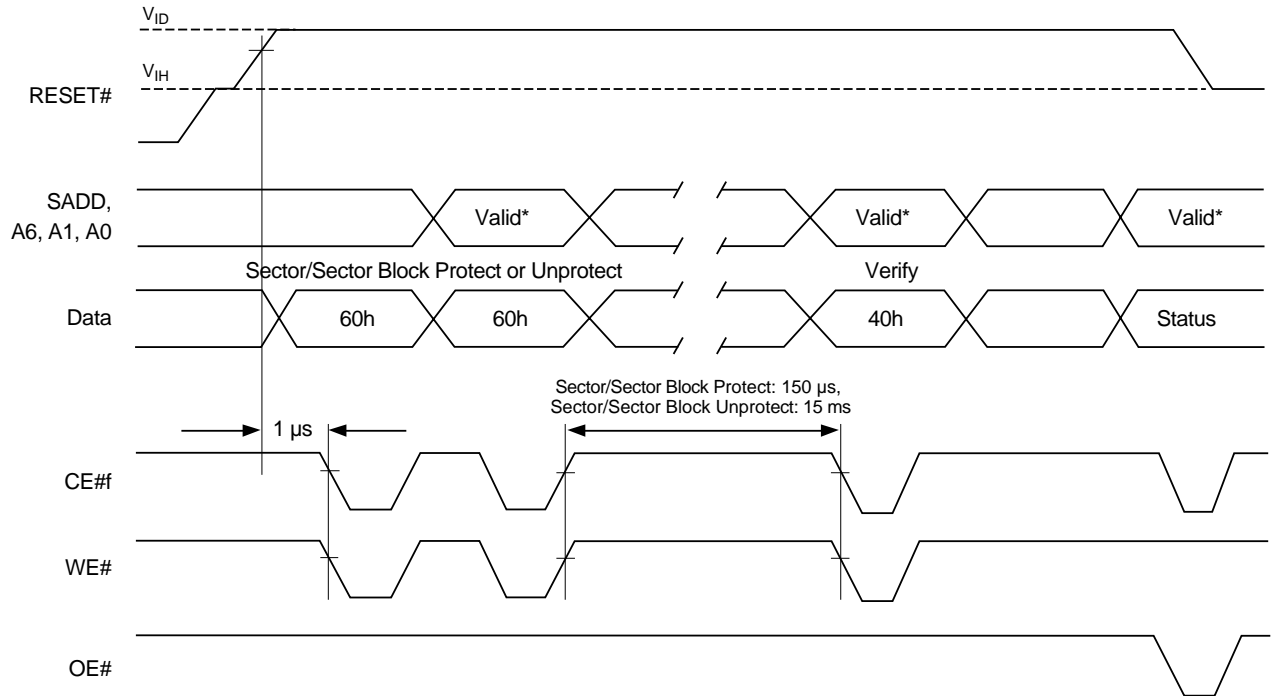 VID
VIH
RESET#
SADD,
A6, A1, A0
Valid*
Valid*
Valid*
Sector/Sector Block Protect or Unprotect
Verify
Data
60h
60h
40h
Status
Sector/Sector Block Protect: 150 µs,
Sector/Sector Block Unprotect: 15 ms
1 µs
CE#f
WE#
OE#